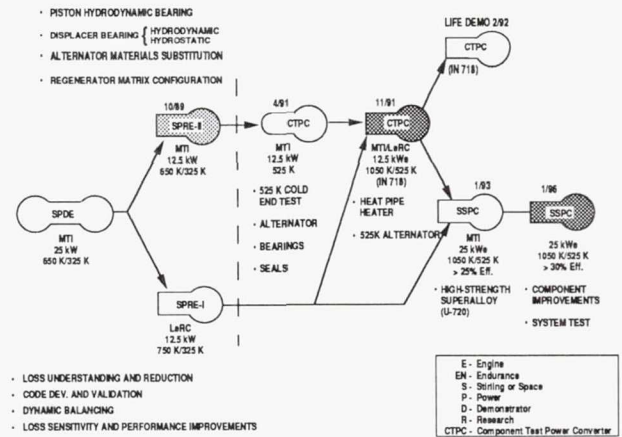 • PISTON HYDRODYNAMIC BEARING
• DISPLACER BEARING { HYDRODYNAMIC
HYDROSTATIC
• ALTERNATOR MATERIALS SUBSTITUTION
• REGENERATOR MATRIX CONFIGURATION
LIFE DEMO 2/92
CTPC
(IN 718)
10/89
SPRE-II
MTI
12.5 kW
650 K/325 K
4/91
CTPC
MTI
12.5 kW
525 K
• 525 K COLD
END TEST
• ALTERNATOR
• BEARINGS
• SEALS
11/91
CTPC
MTI/LeRC
12.5 kWe
1050 K/525 K
(IN 718)
• HEAT PIPE
HEATER
• 525K ALTERNATOR
SPDE
MTI
25 kW
650 K/325 K
1/93
SSPC
MTI
25 kWe
1050 K/525 K
> 25% Eff.
• HIGH-STRENGTH
SUPERALLOY
(U-720)
1/96
SSPC
25 kWe
1050 K/525 K
> 30% Eff.
• COMPONENT
IMPROVEMENTS
• SYSTEM TEST
SPRE-I
LeRC
12.5 kW
750 K/325 K
• LOSS UNDERSTANDING AND REDUCTION
• CODE DEV. AND VALIDATION
• DYNAMIC BALANCING
• LOSS SENSITIVITY AND PERFORMANCE IMPROVEMENTS
E - Engine
EN - Endurance
S - Stirling or Space
P - Power
D - Demonstrator
R - Research
CTPC - Component Test Power Converter